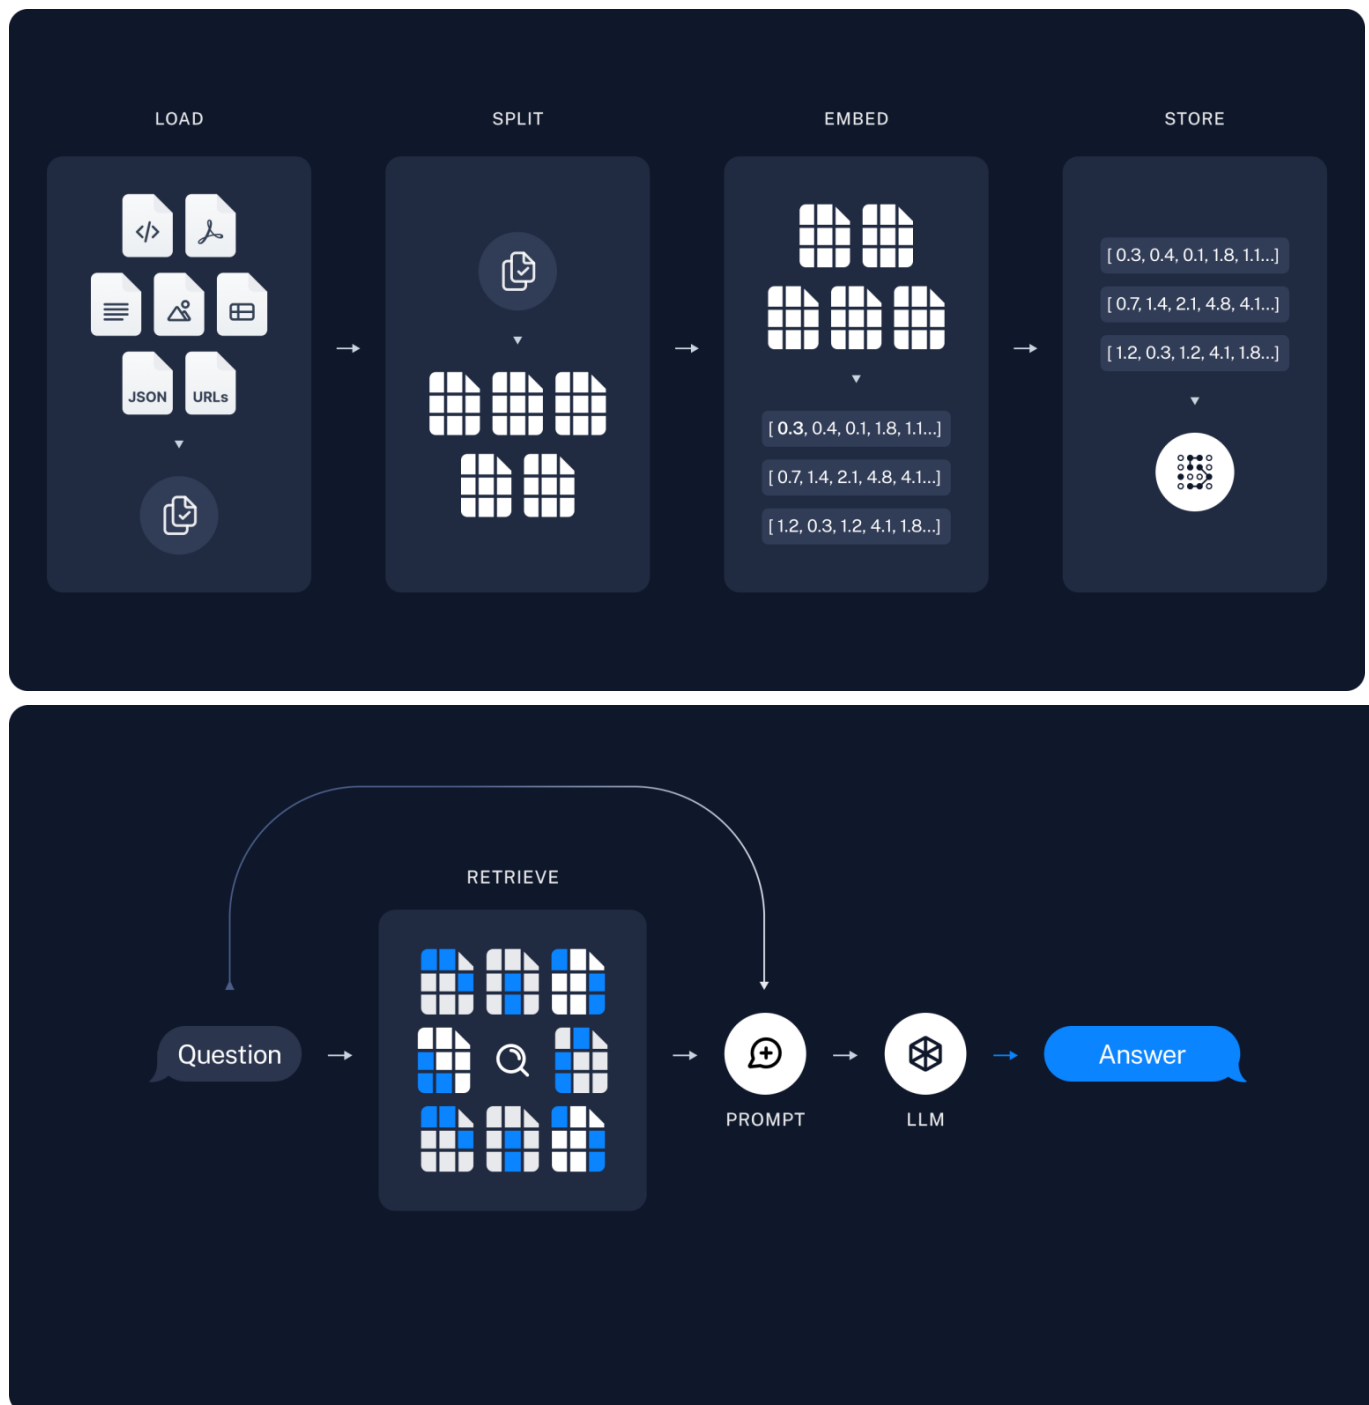 LOAD
SPLIT
EMBED
STORE
</>
JSON
URLs
[ 0.3, 0.4, 0.1, 1.8, 1.1...]
[ 0.7, 1.4, 2.1, 4.8, 4.1...]
[ 1.2, 0.3, 1.2, 4.1, 1.8...]
[ 0.3, 0.4, 0.1, 1.8, 1.1...]
[ 0.7, 1.4, 2.1, 4.8, 4.1...]
[ 1.2, 0.3, 1.2, 4.1, 1.8...]
RETRIEVE
Question
PROMPT
LLM
Answer